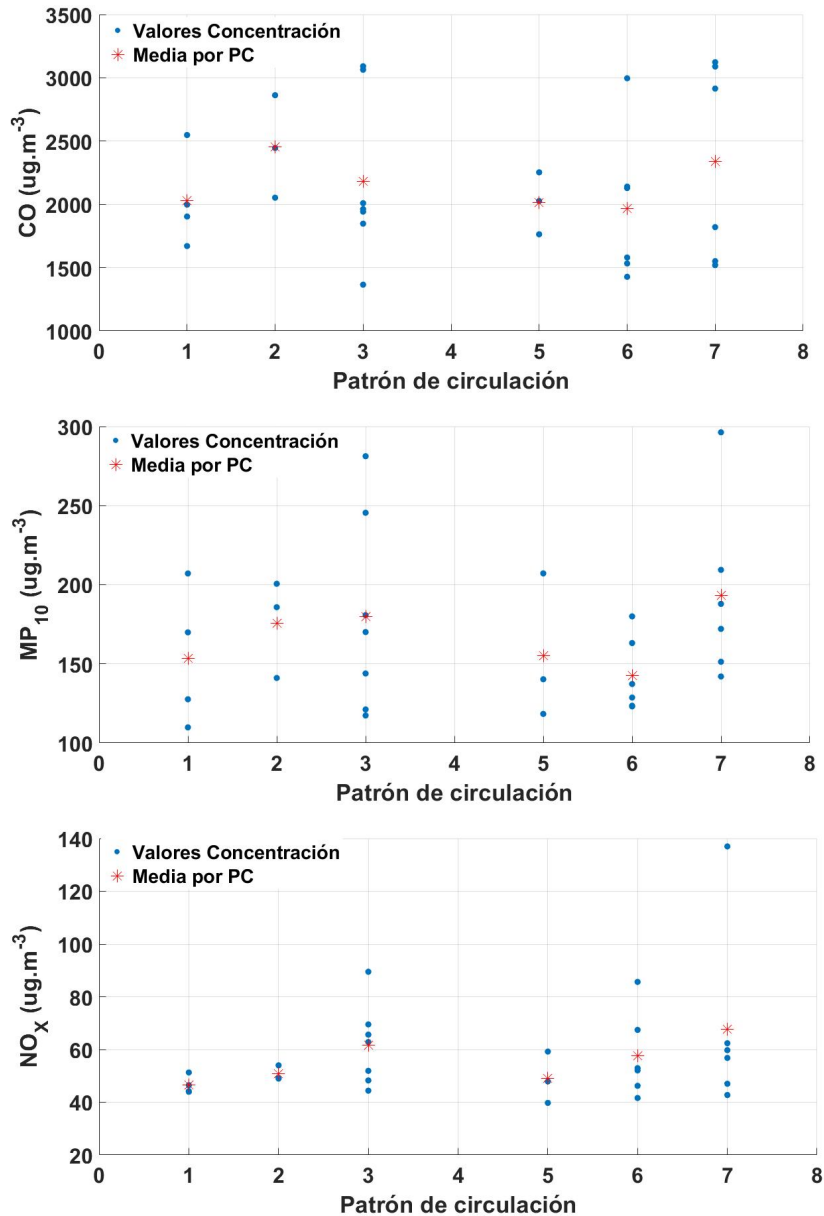 3500
3000
2500
2000
1500
1000
CO (ug.m-3)
Valores Concentración
Media por PC
0 1 2 3 4 5 6 7 8
Patrón de circulación
300
250
200
150
100
MP10 (ug.m-3)
Valores Concentración
Media por PC
0 1 2 3 4 5 6 7 8
Patrón de circulación
140
120
100
80
60
40
20
NOX (ug.m-3)
Valores Concentración
Media por PC
0 1 2 3 4 5 6 7 8
Patrón de circulación